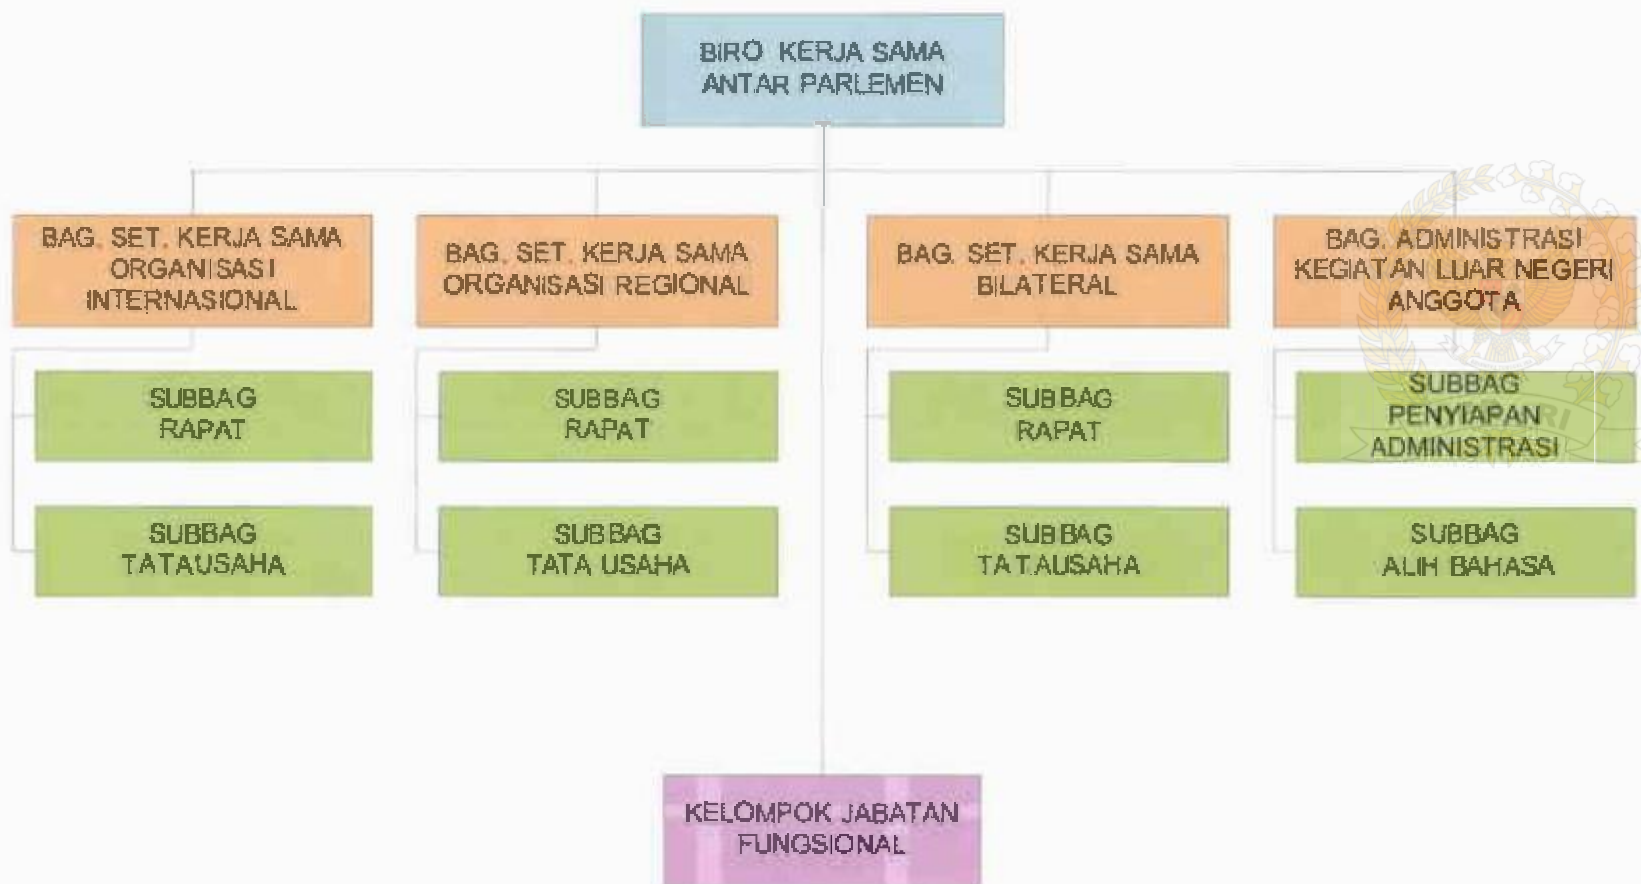 BIRO KERJA SAMA
ANTAR PARLEMEN
BAG. SET. KERJA SAMA
ORGANISASI
INTERNASIONAL
BAG. SET. KERJA SAMA
ORGANISASI REGIONAL
BAG. SET. KERJA SAMA
BILATERAL
BAG. ADMINISTRASI
KEGIATAN LUAR NEGERI
ANGGOTA
SUBBAG
RAPAT
SUBBAG
RAPAT
SUBBAG
RAPAT
SUBBAG
PENYIAPAN
ADMINISTRASI
SUBBAG
TATAUSAHA
SUBBAG
TATA USAHA
SUBBAG
TATAUSAHA
SUBBAG
ALIH BAHASA
KELOMPOK JABATAN
FUNGSIONAL